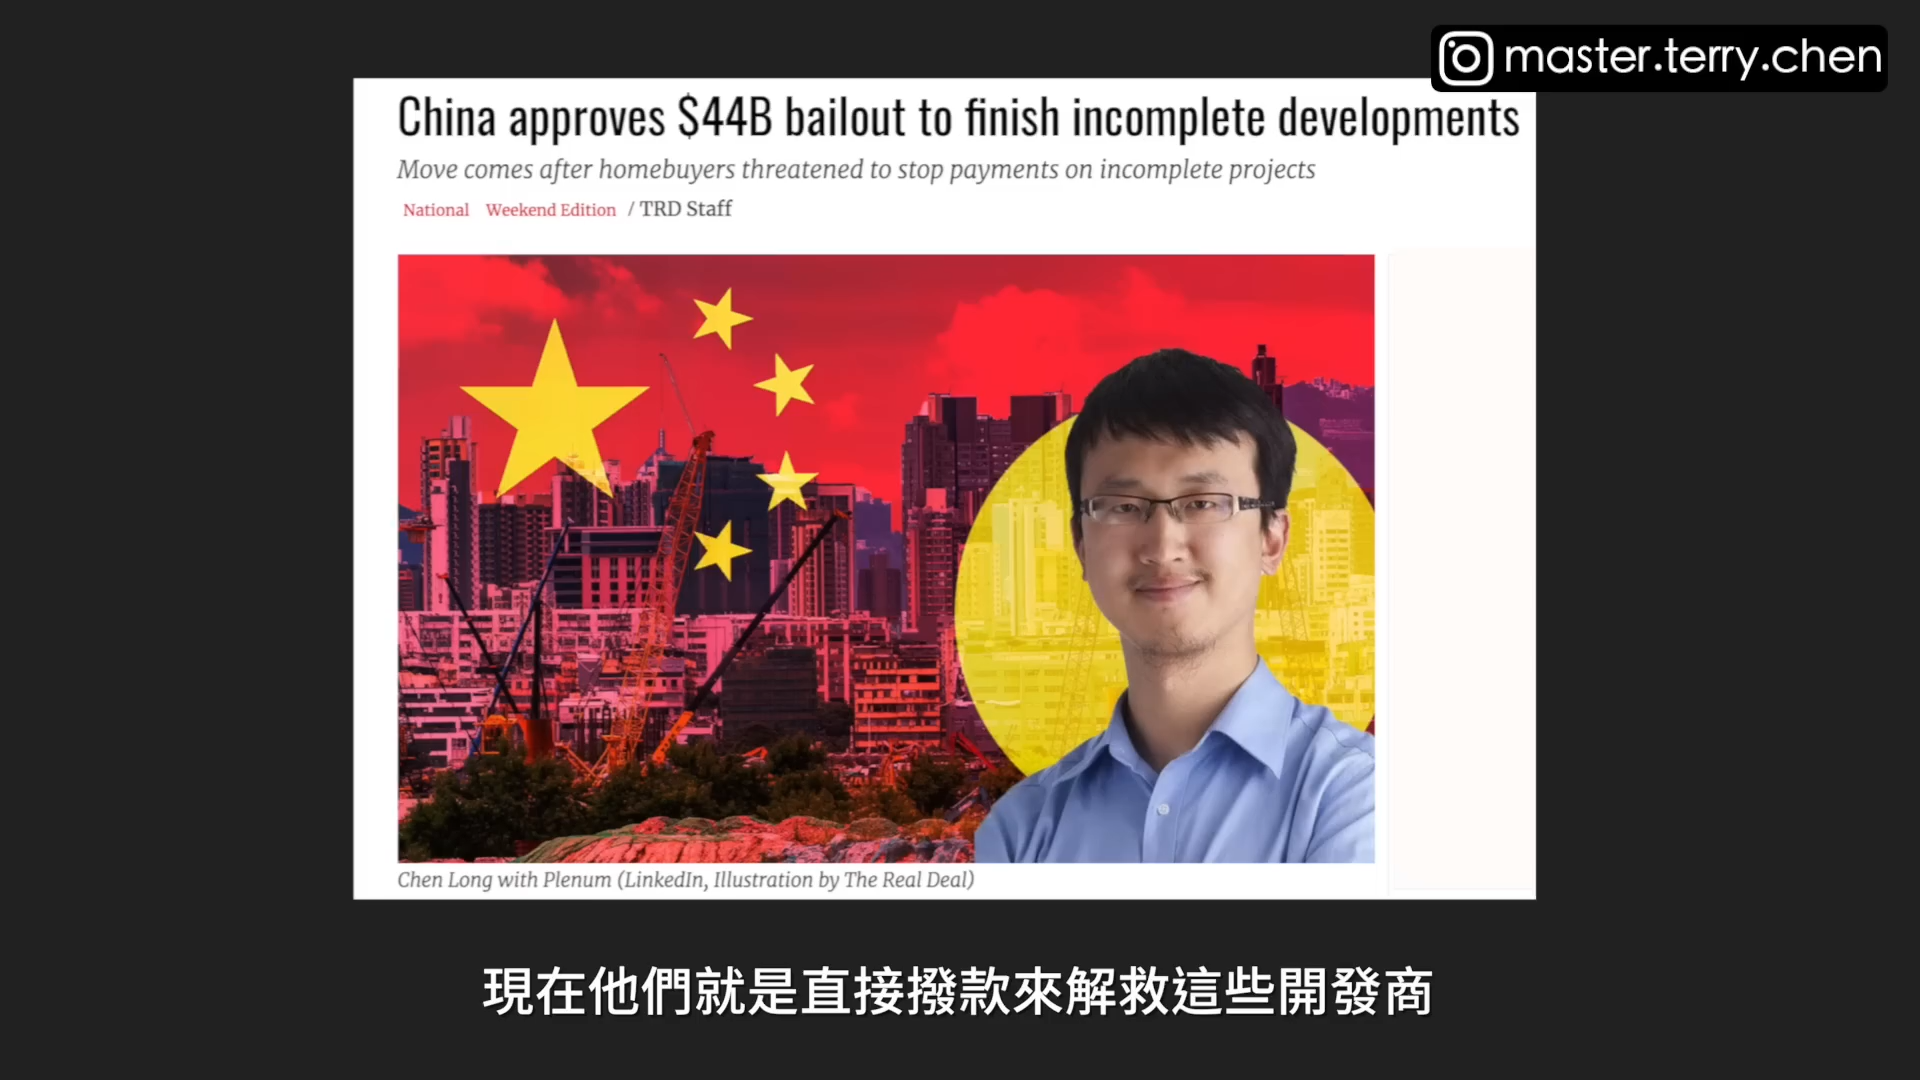 master.terry.chen
China approves $44B bailout to finish incomplete developments
Move comes after homebuyers threatened to stop payments on incomplete projects
National Weekend Edition / TRD Staff
Chen Long with Plenum (LinkedIn, Illustration by The Real Deal)
現在他們就是直接撥款來解救這些開發商